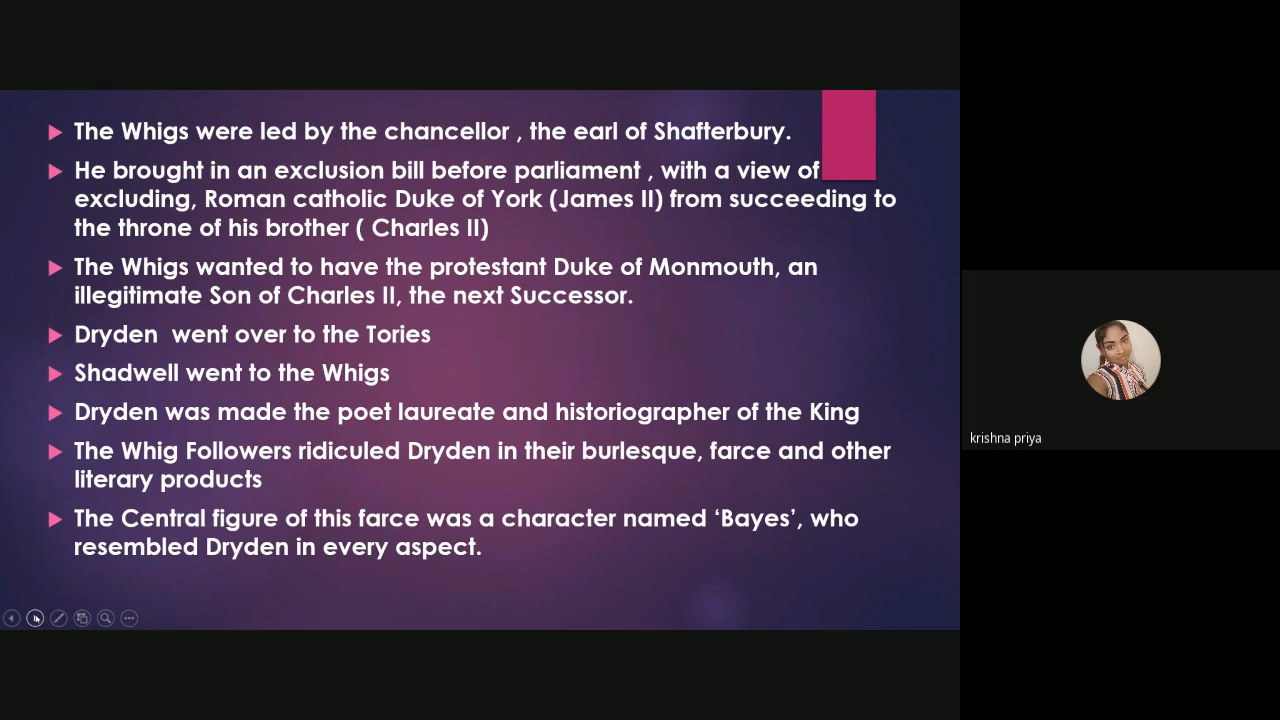 The Whigs were led by the chancellor , the earl of Shafterbury.
He brought in an exclusion bill before parliament , with a view of
excluding, Roman catholic Duke of York (James II) from succeeding to
the throne of his brother ( Charles II)
The Whigs wanted to have the protestant Duke of Monmouth, an
illegitimate Son of Charles II, the next Successor.
Dryden went over to the Tories
Shadwell went to the Whigs
Dryden was made the poet laureate and historiographer of the King
The Whig Followers ridiculed Dryden in their burlesque, farce and other
literary products
The Central figure of this farce was a character named ‘Bayes’, who
resembled Dryden in every aspect.
krishna priya